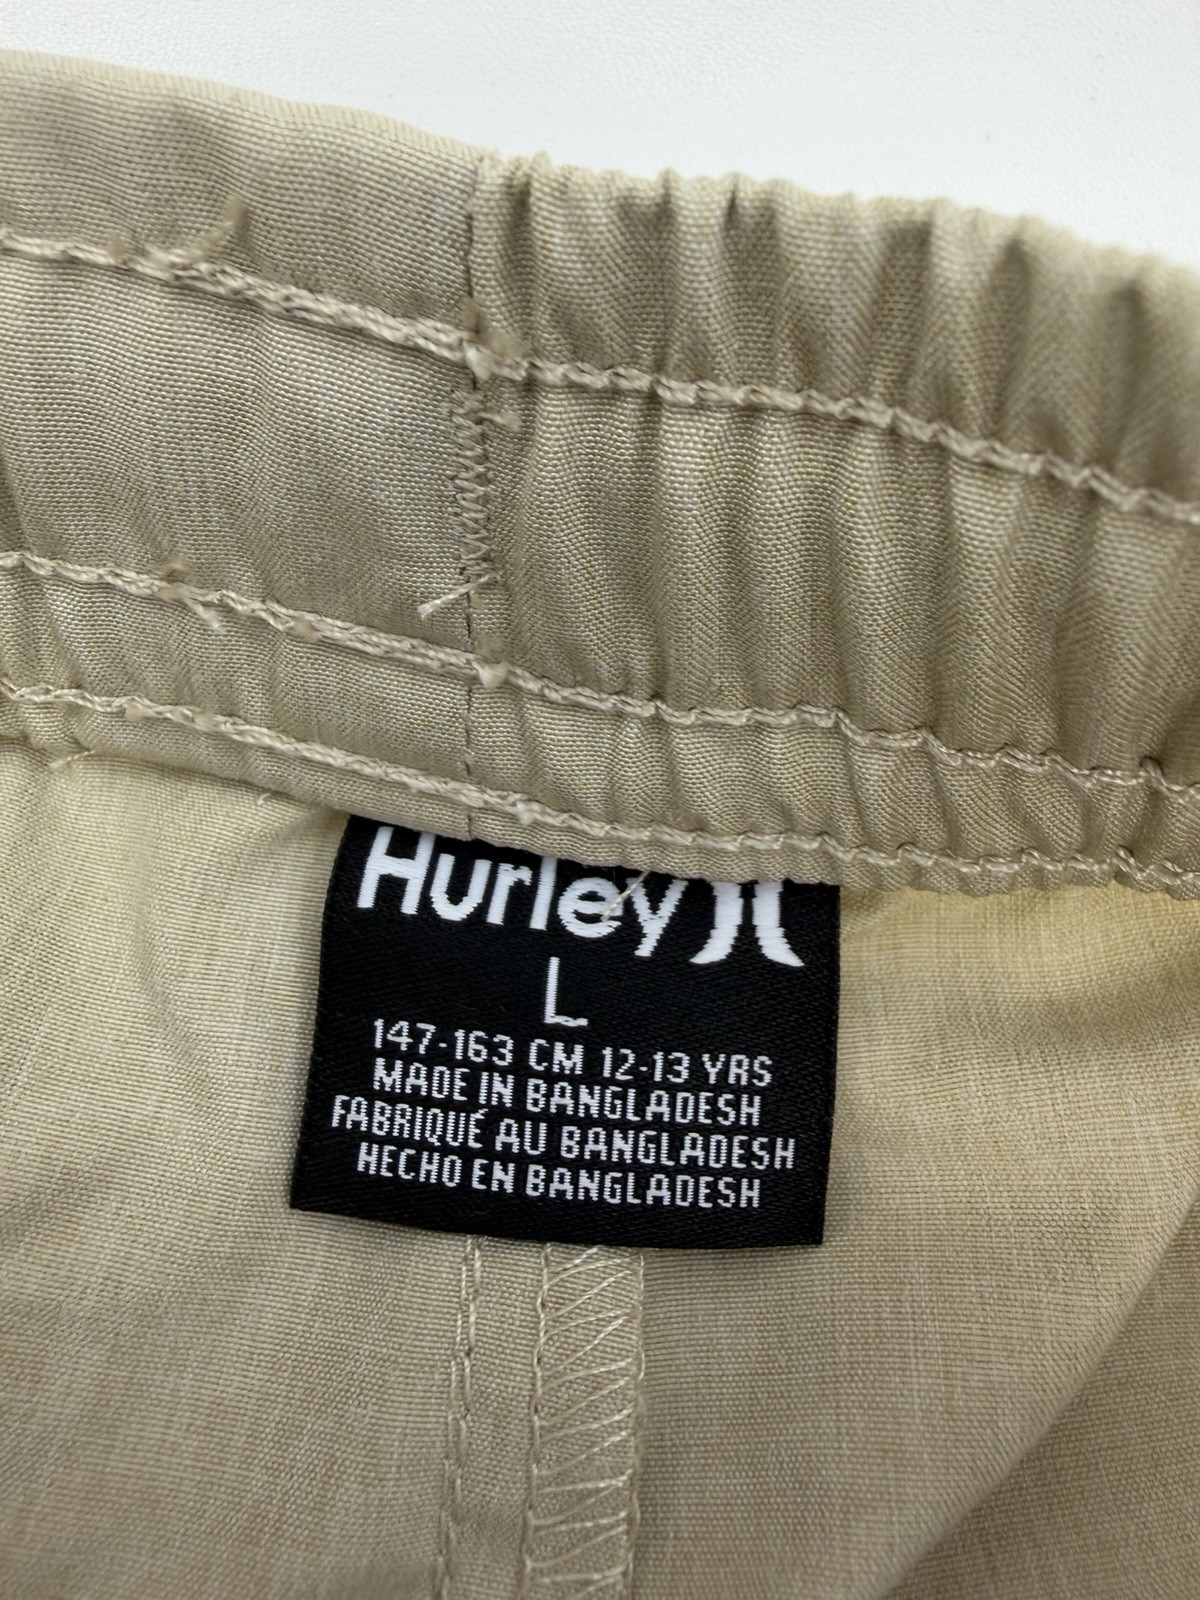 Hurley
L
147-163 CM 12-13 YRS
MADE IN BANGLADESH
FABRIQUÉ AU BANGLADESH
HECHO EN BANGLADESH